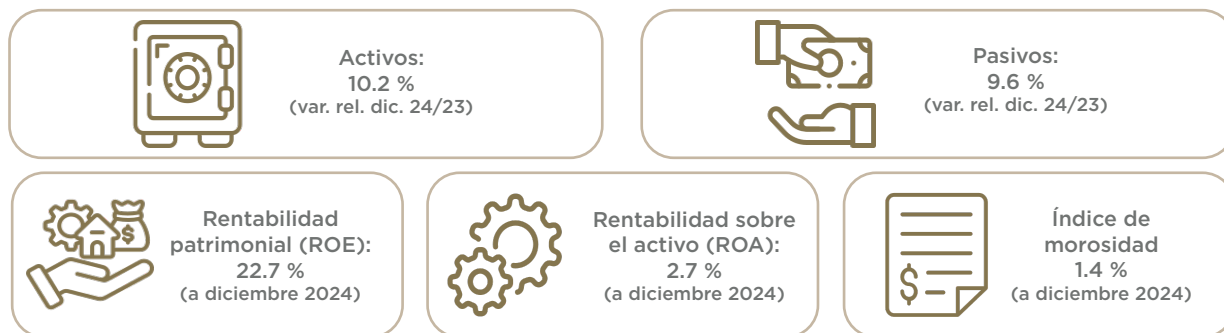 Activos:
10.2 %
(var. rel. dic. 24/23)
Pasivos:
9.6 %
(var. rel. dic. 24/23)
Rentabilidad
patrimonial (ROE):
22.7 %
(a diciembre 2024)
Rentabilidad sobre
el activo (ROA):
2.7 %
(a diciembre 2024)
Índice de
morosidad
1.4 %
(a diciembre 2024)